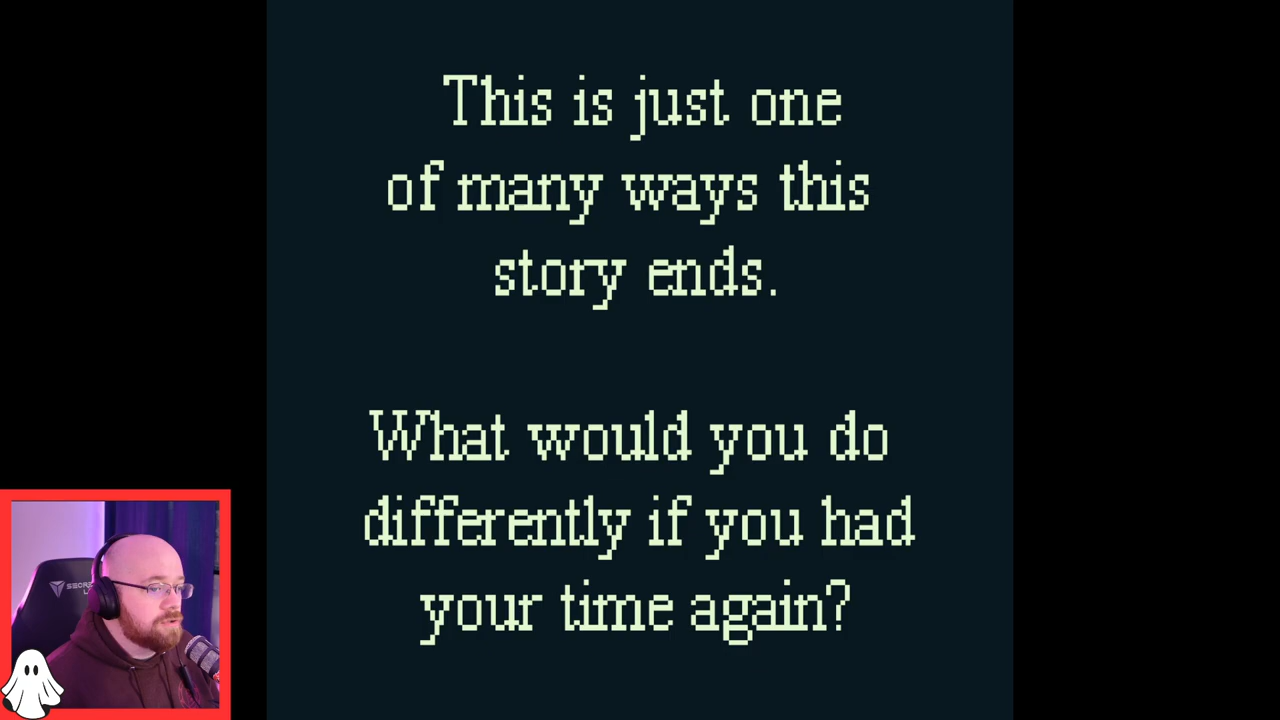 This is just one
of many ways this
story ends.
What would you do
differently if you had
your time again?